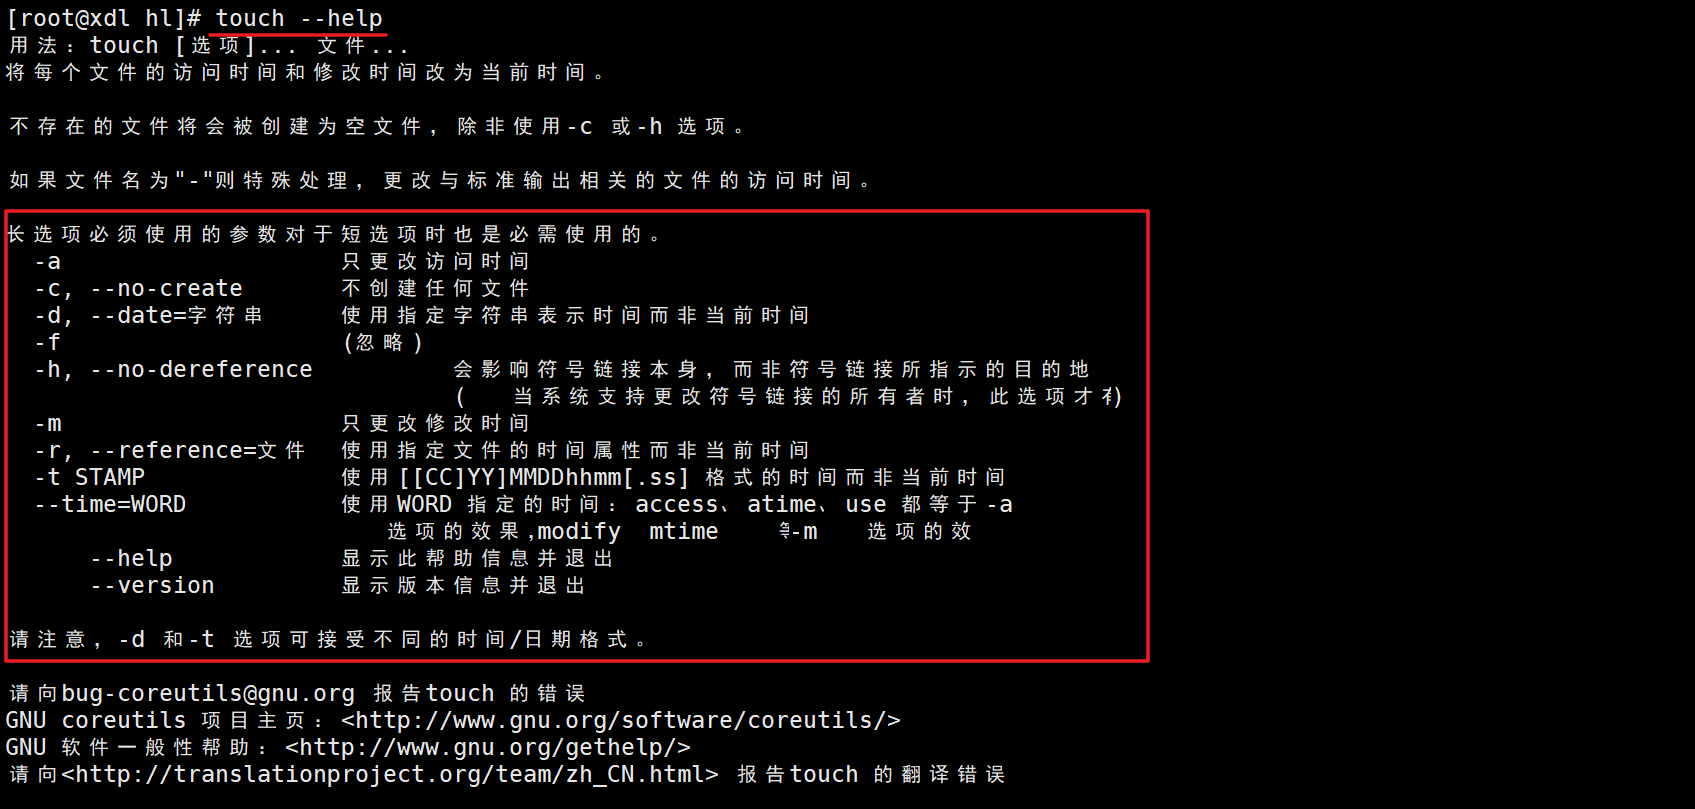 [root@xdl hl]# touch --help
用法：touch [选项]... 文件...
将每个文件的访问时间和修改时间改为当前时间。
不存在的文件将会被创建为空文件，除非使用-c 或-h 选项。
如果文件名为"-"则特殊处理，更改与标准输出相关的文件的访问时间。
长选项必须使用的参数对于短选项时也是必需使用的。
-a 只更改访问时间
-c, --no-create 不创建任何文件
-d, --date=字符串 使用指定字符串表示时间而非当前时间
-f (忽略)
-h, --no-dereference 会影响符号链接本身，而非符号链接所指示的目的地
( 当系统支持更改符号链接的所有者时，此选项才)
-m 只更改修改时间
-r, --reference=文件 使用指定文件的时间属性而非当前时间
-t STAMP 使用[[CC]YY]MMDDhhmm[.ss] 格式的时间而非当前时间
--time=WORD 使用WORD 指定的时间：access、atime、use 都等于-a
选项的效果,modify mtime -m 选项的效
--help 显示此帮助信息并退出
--version 显示版本信息并退出
请注意，-d 和-t 选项可接受不同的时间/日期格式。
请向bug-coreutils@gnu.org 报告touch 的错误
GNU coreutils 项目主页：<http://www.gnu.org/software/coreutils/>
GNU 软件一般性帮助：<http://www.gnu.org/gethelp/>
请向<http://translationproject.org/team/zh_CN.html> 报告touch 的翻译错误